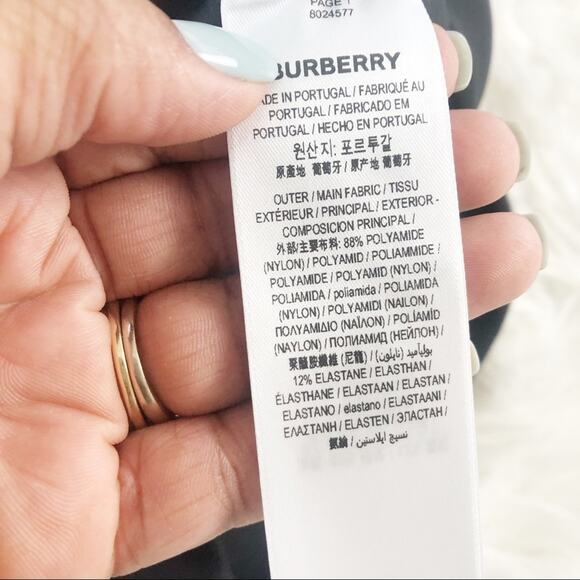 PAGE 1
8024577
BURBERRY
MADE IN PORTUGAL / FABRIQUÉ AU
PORTUGAL / FABRICADO EM
PORTUGAL / HECHO EN PORTUGAL
원산지: 포르투갈
原產地 葡萄牙 / 原产地 葡萄牙
OUTER / MAIN FABRIC / TISSU
EXTÉRIEUR / PRINCIPAL / EXTERIOR -
COMPOSICION PRINCIPAL /
外部/主要布料: 88% POLYAMIDE
(NYLON) / POLYAMID / POLIAMMIDE /
POLYAMIDE / POLYAMID (NYLON) /
POLIAMIDA / poliamida / POLIAMIDA
(NYLON) / POLYAMIDI (NAILON) /
ΠΟΛΥΑΜΙΔΙΟ (ΝΑΪΛΟΝ) / POLİAMİD
(NAYLON) / ПОЛИАМИД (НЕЙЛОН) /
聚醯胺纖維 (尼龍) / بوليأميد (نايلون) /
12% ELASTANE / ELASTHAN /
ÉLASTHANE / ELASTAAN / ELASTAN /
ELASTANO / elastano / ELASTAANI /
ΕΛΑΣΤΑΝΗ / ELASTEN / ЭЛАСТАН /
氨綸 / نسيج إيلاستين